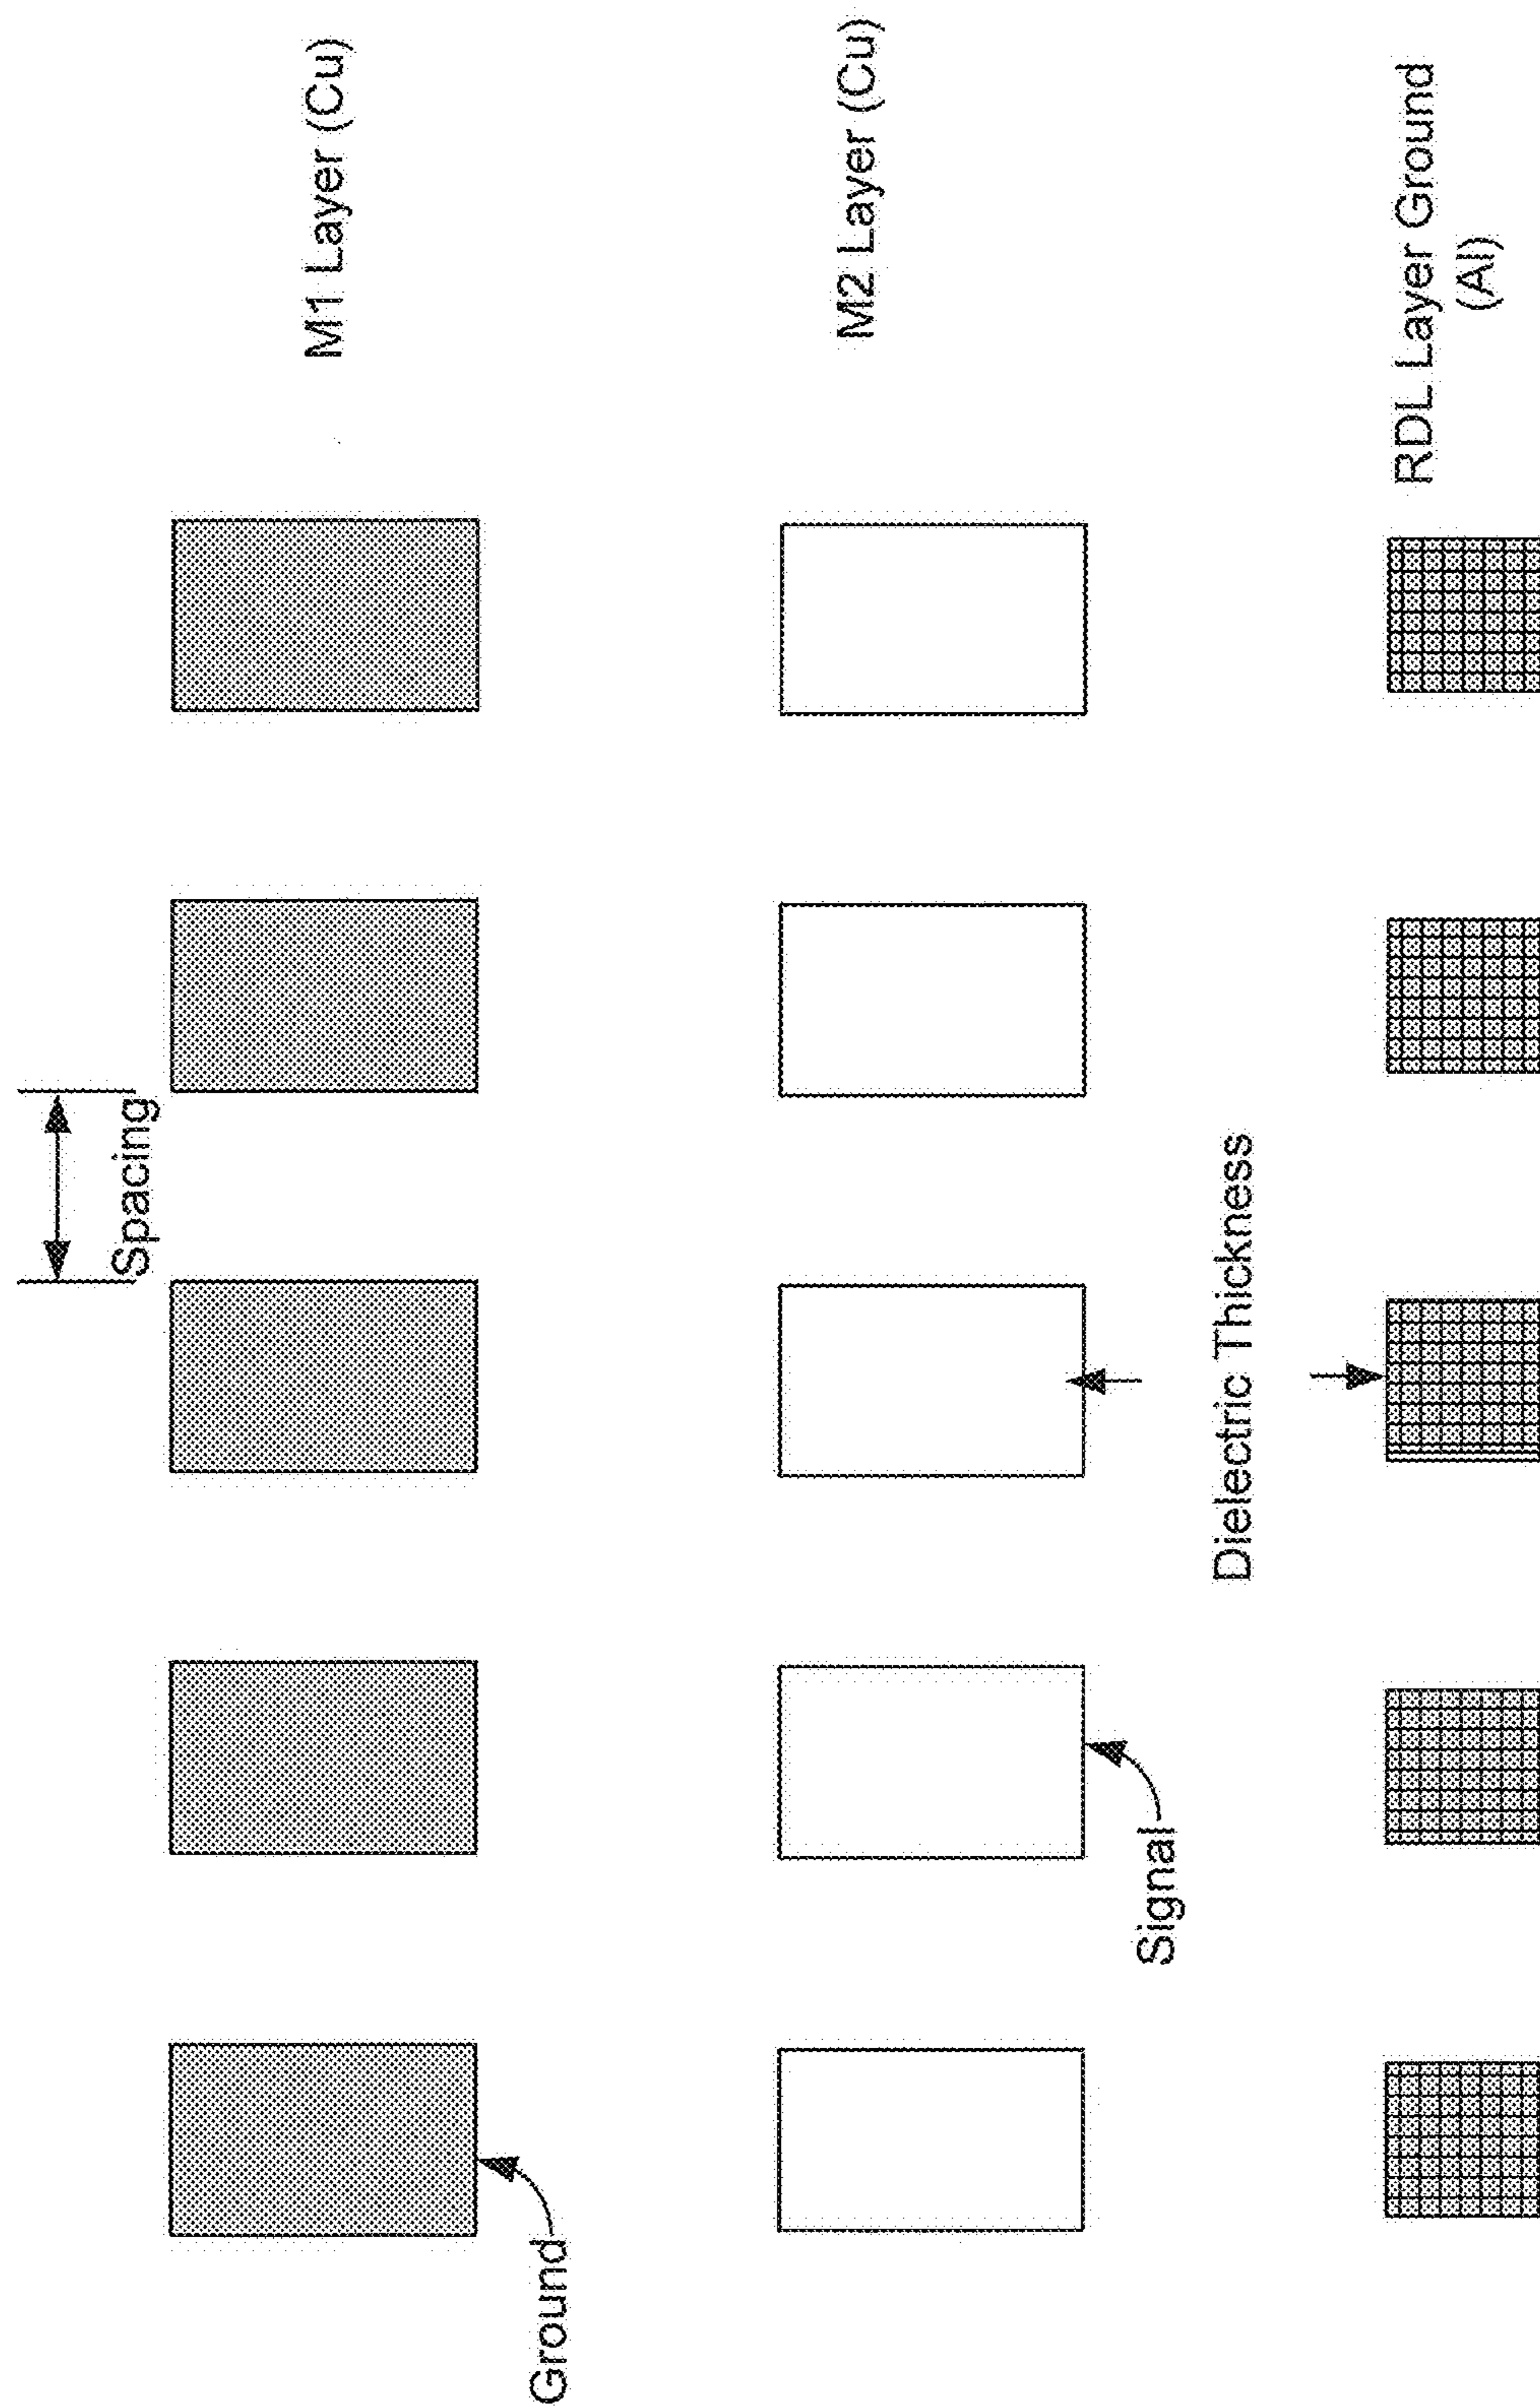 Spacing
M1 Layer (Cu)
Ground
M2 Layer (Cu)
Signal
Dielectric Thickness
RDL Layer Ground
(Al)